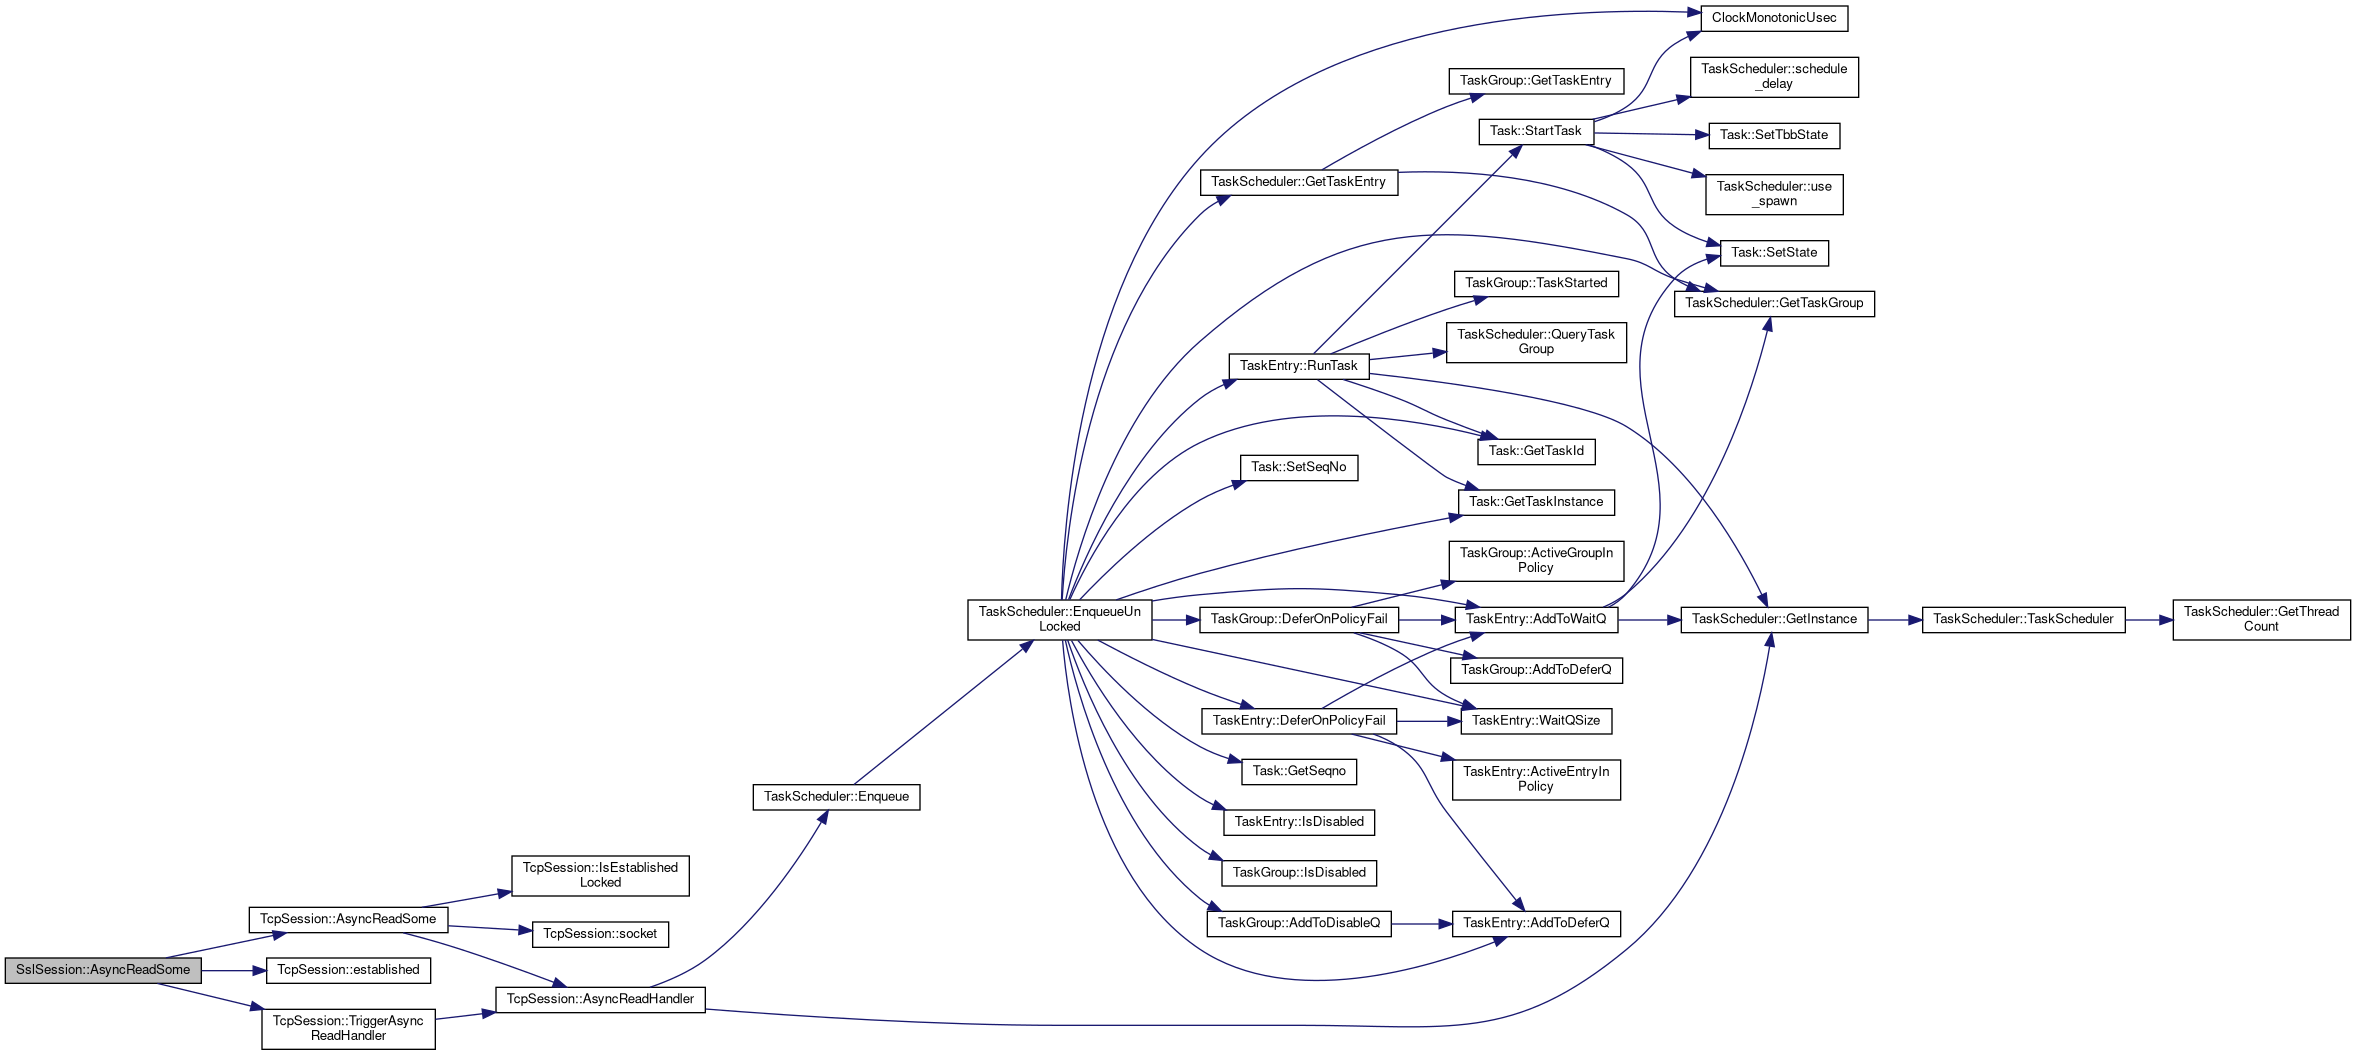 SslSession::AsyncReadSome
TcpSession::AsyncReadSome
TcpSession::established
TcpSession::TriggerAsync
ReadHandler
TcpSession::IsEstablished
Locked
TcpSession::socket
TcpSession::AsyncReadHandler
TaskScheduler::Enqueue
TaskScheduler::EnqueueUn
Locked
TaskScheduler::GetTaskEntry
TaskEntry::RunTask
Task::SetSeqNo
TaskGroup::DeferOnPolicyFail
TaskEntry::DeferOnPolicyFail
Task::GetSeqno
TaskEntry::IsDisabled
TaskGroup::IsDisabled
TaskGroup::AddToDisableQ
TaskGroup::GetTaskEntry
Task::StartTask
TaskGroup::TaskStarted
TaskScheduler::QueryTask
Group
Task::GetTaskId
Task::GetTaskInstance
TaskGroup::ActiveGroupIn
Policy
TaskEntry::AddToWaitQ
TaskGroup::AddToDeferQ
TaskEntry::WaitQSize
TaskEntry::ActiveEntryIn
Policy
TaskEntry::AddToDeferQ
ClockMonotonicUsec
TaskScheduler::schedule
_delay
Task::SetTbbState
TaskScheduler::use
_spawn
Task::SetState
TaskScheduler::GetTaskGroup
TaskScheduler::GetInstance
TaskScheduler::TaskScheduler
TaskScheduler::GetThread
Count